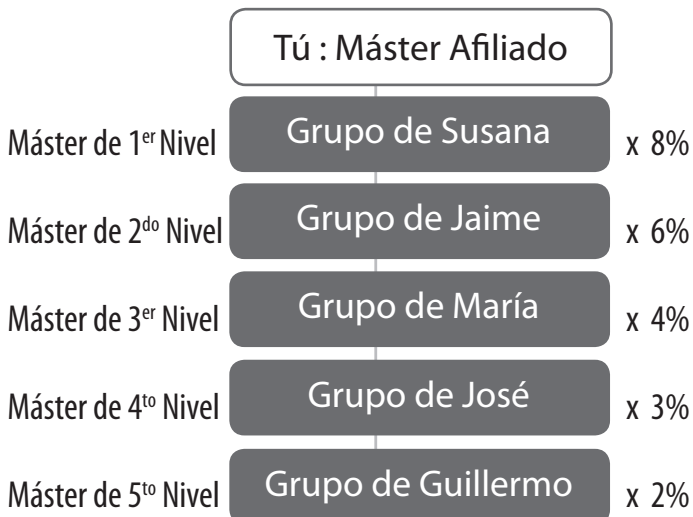 Tú : Máster Afiliado
Máster de 1er Nivel Grupo de Susana x 8%
Máster de 2do Nivel Grupo de Jaime x 6%
Máster de 3er Nivel Grupo de María x 4%
Máster de 4to Nivel Grupo de José x 3%
Máster de 5to Nivel Grupo de Guillermo x 2%